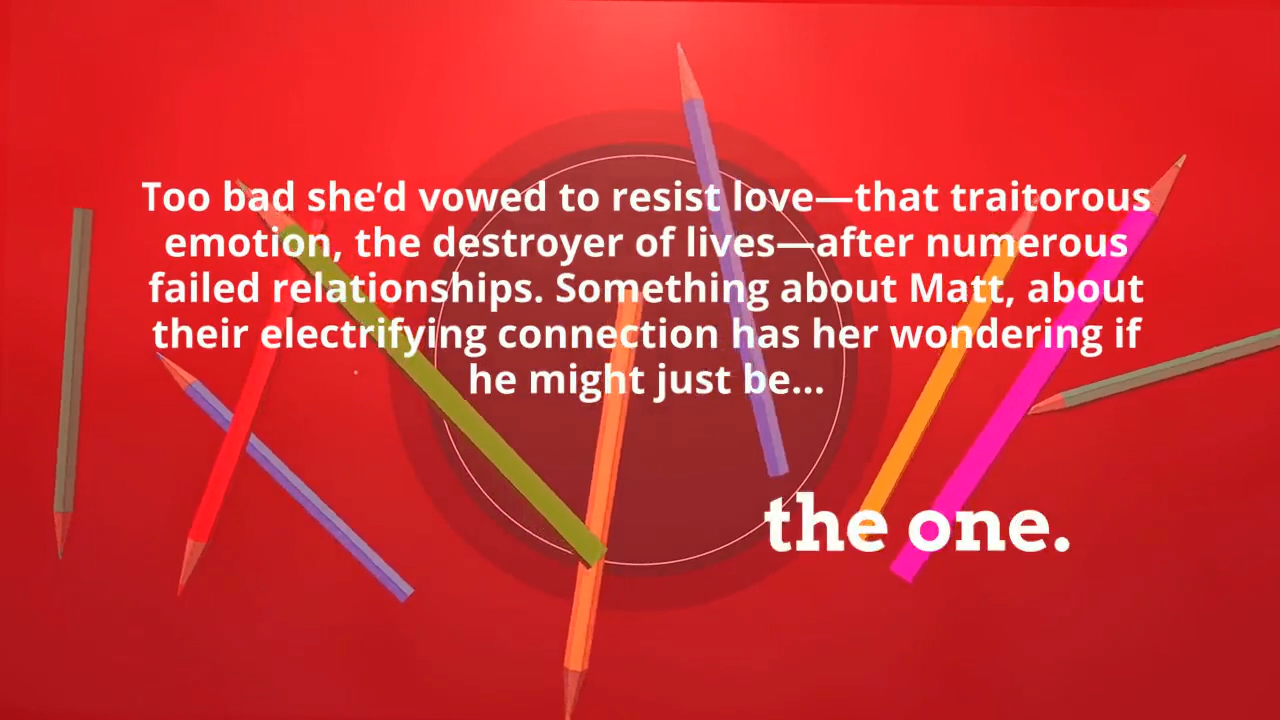 Too bad she’d vowed to resist love—that traitorous
emotion, the destroyer of lives—after numerous
failed relationships. Something about Matt, about
their electrifying connection has her wondering if
he might just be...
the one.